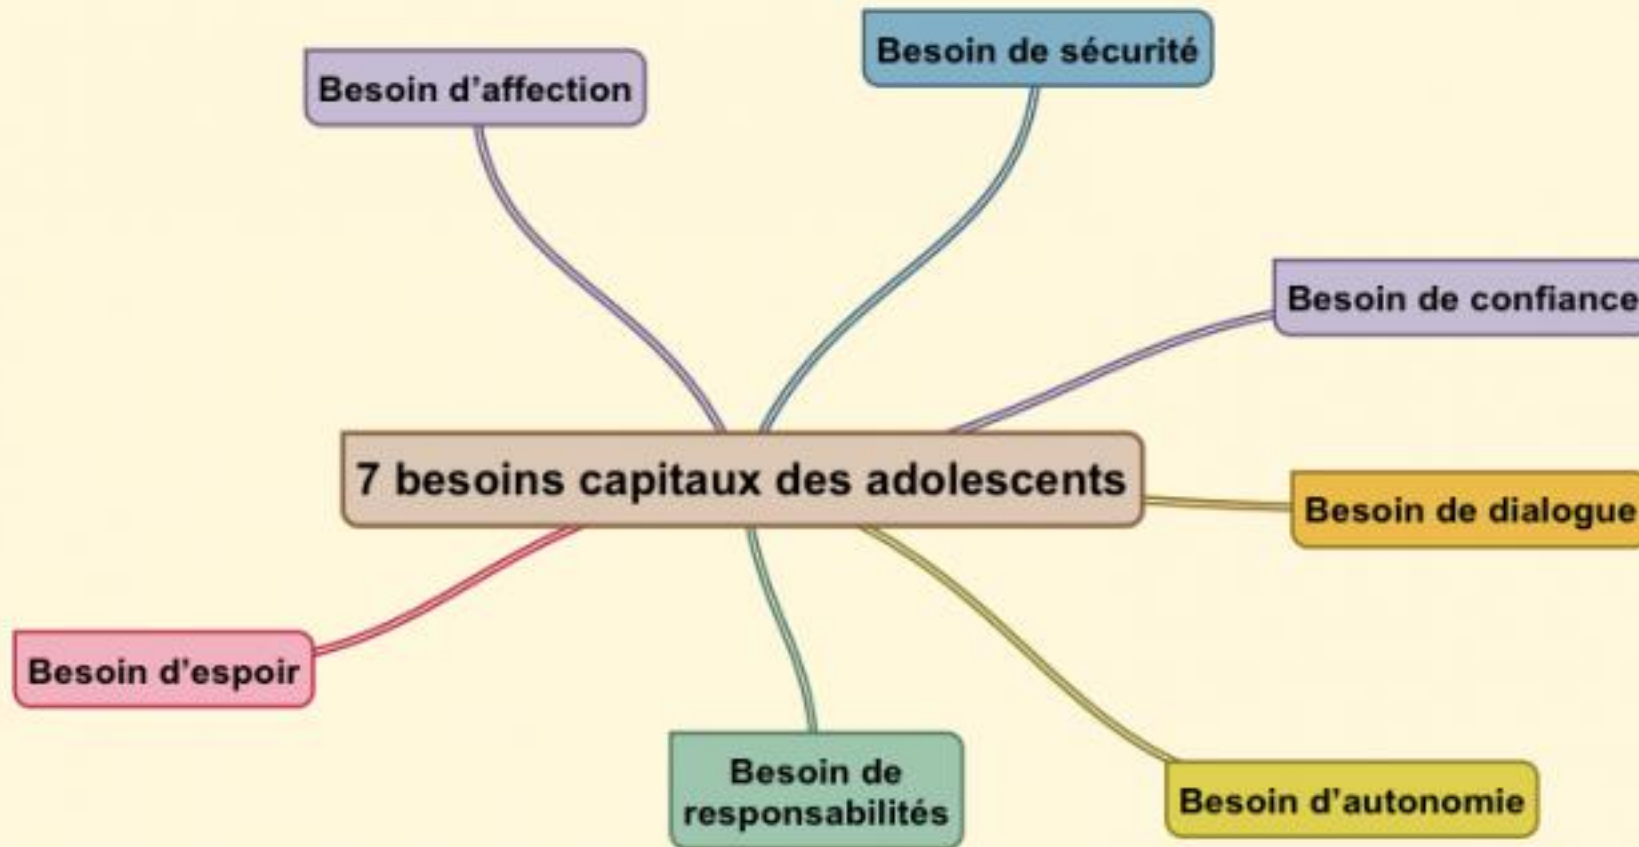 Besoin d’affection
Besoin de sécurité
Besoin de confiance
7 besoins capitaux des adolescents
Besoin de dialogue
Besoin d’espoir
Besoin de
responsabilités
Besoin d’autonomie